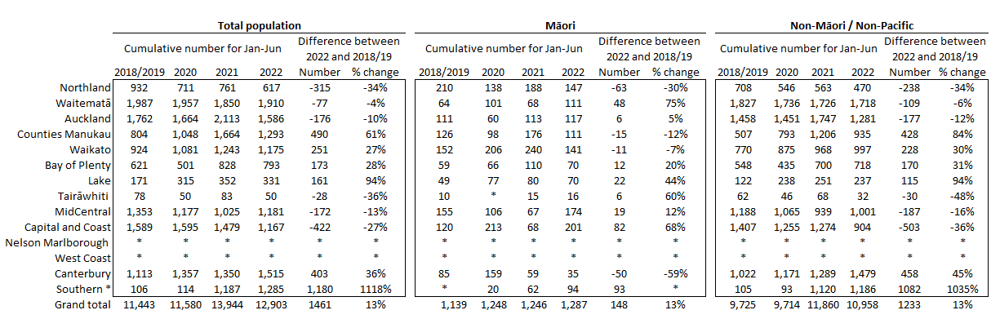 Total population Māori Non-Māori / Non-Pacific
Cumulative number for Jan-Jun Difference between 2022 and 2018/19 Cumulative number for Jan-Jun Difference between 2022 and 2018/19 Cumulative number for Jan-Jun Difference between 2022 and 2018/19
2018/2019 2020 2021 2022 Number % change 2018/2019 2020 2021 2022 Number % change 2018/2019 2020 2021 2022 Number % change
Northland 932 711 761 617 -315 -34% 210 138 188 147 -63 -30% 708 546 563 470 -238 -34%
Waitematā 1,987 1,957 1,850 1,910 -77 -4% 64 101 68 111 48 75% 1,827 1,736 1,726 1,718 -109 -6%
Auckland 1,762 1,664 2,113 1,586 -176 -10% 111 60 113 117 6 5% 1,458 1,451 1,747 1,281 -177 -12%
Counties Manukau 804 1,048 1,664 1,293 490 61% 126 98 176 111 -15 -12% 507 793 1,206 935 428 84%
Waikato 924 1,081 1,243 1,175 251 27% 152 206 240 141 -11 -7% 770 875 968 997 228 30%
Bay of Plenty 621 501 828 793 173 28% 59 66 110 70 12 20% 548 435 700 718 170 31%
Lake 171 315 352 331 161 94% 49 77 80 70 22 44% 122 238 251 237 115 94%
Tairāwhiti 78 50 83 50 -28 -36% 10 * 15 16 6 60% 62 46 68 32 -30 -48%
MidCentral 1,353 1,177 1,025 1,181 -172 -13% 155 106 67 174 19 12% 1,188 1,065 939 1,001 -187 -16%
Capital and Coast 1,589 1,595 1,479 1,167 -422 -27% 120 213 68 201 82 68% 1,407 1,255 1,274 904 -503 -36%
Nelson Marlborough * * * * * * * * * * * * * * * * * *
West Coast * * * * * * * * * * * * * * * * * *
Canterbury 1,113 1,357 1,350 1,515 403 36% 85 159 59 35 -50 -59% 1,022 1,171 1,289 1,479 458 45%
Southern * 106 114 1,187 1,285 1,180 1118% * 20 62 94 93 * 105 93 1,120 1,186 1082 1035%
Grand total 11,443 11,580 13,944 12,903 1461 13% 1,139 1,248 1,246 1,287 148 13% 9,725 9,714 11,860 10,958 1233 13%